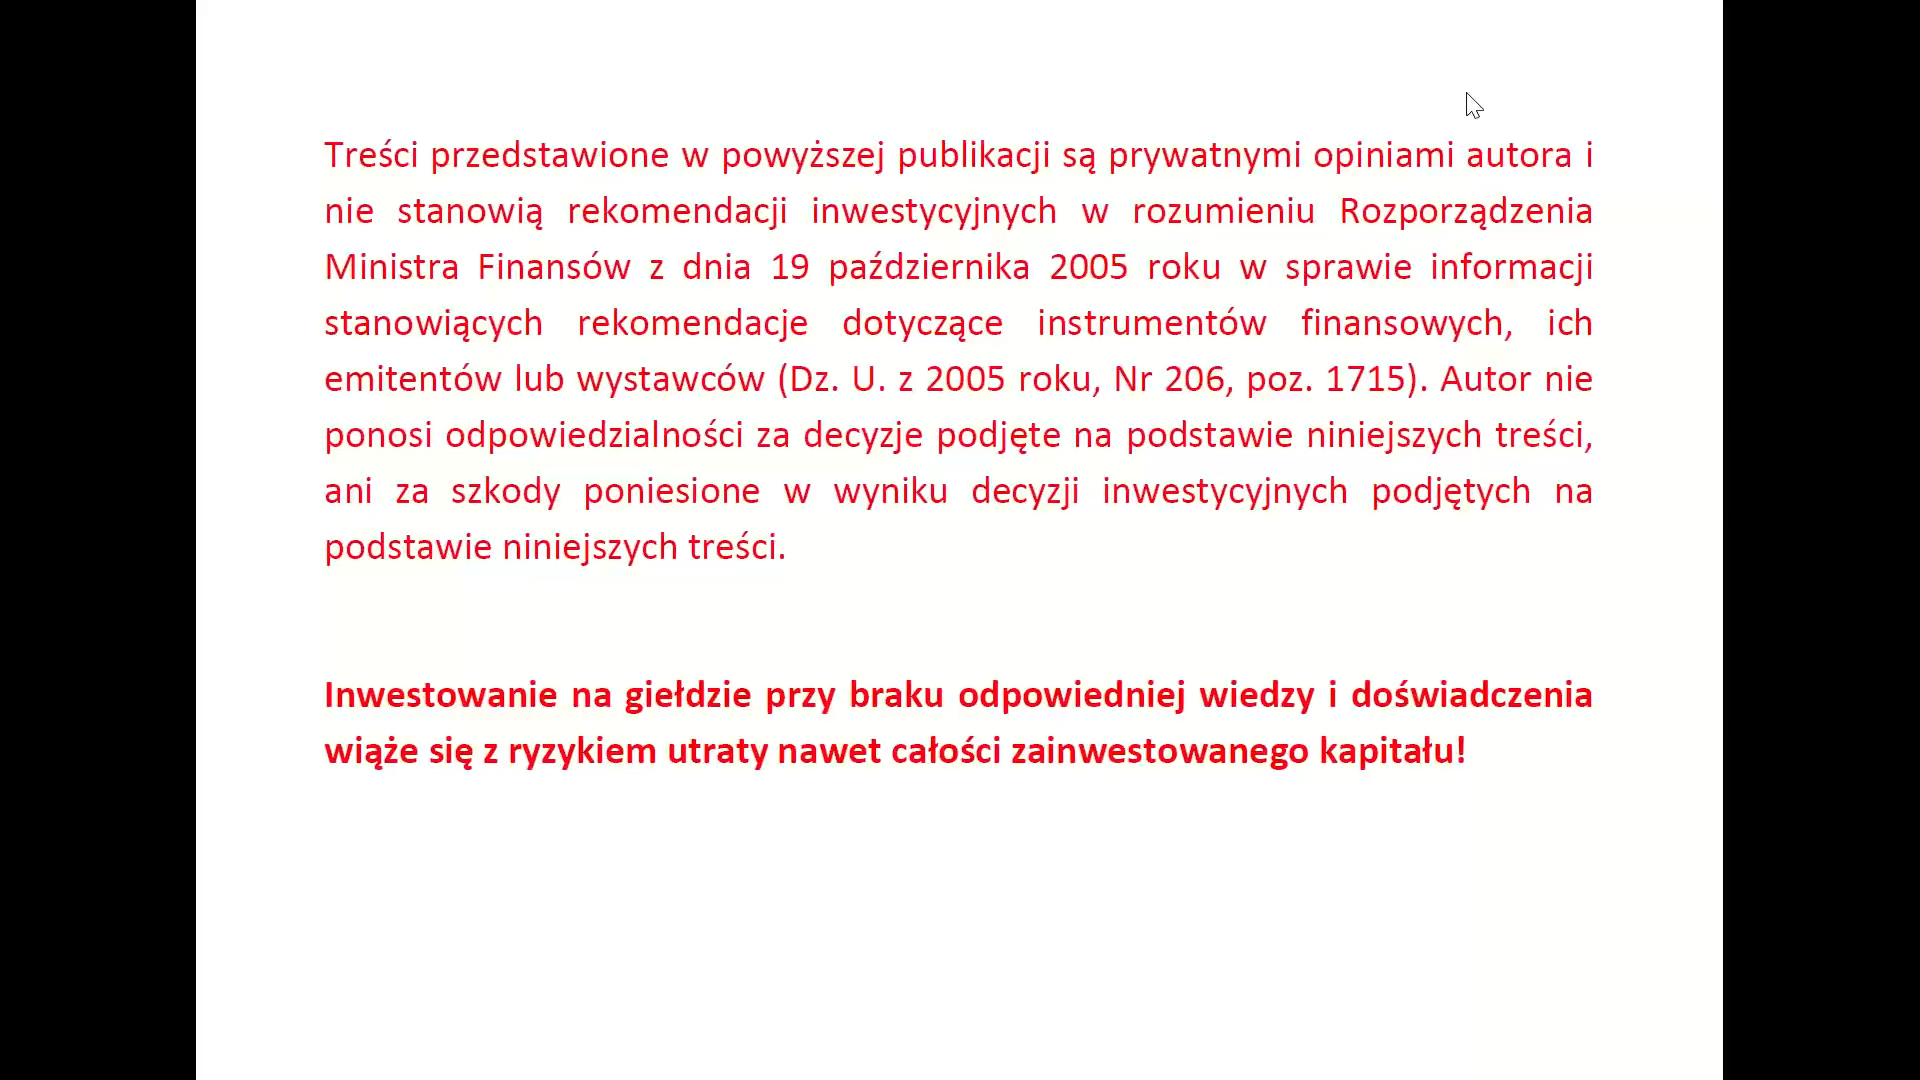 Treści przedstawione w powyższej publikacji są prywatnymi opiniami autora i
nie stanowią rekomendacji inwestycyjnych w rozumieniu Rozporządzenia
Ministra Finansów z dnia 19 października 2005 roku w sprawie informacji
stanowiących rekomendacje dotyczące instrumentów finansowych, ich
emitentów lub wystawców (Dz. U. z 2005 roku, Nr 206, poz. 1715). Autor nie
ponosi odpowiedzialności za decyzje podjęte na podstawie niniejszych treści,
ani za szkody poniesione w wyniku decyzji inwestycyjnych podjętych na
podstawie niniejszych treści.
Inwestowanie na giełdzie przy braku odpowiedniej wiedzy i doświadczenia
wiąże się z ryzykiem utraty nawet całości zainwestowanego kapitału!